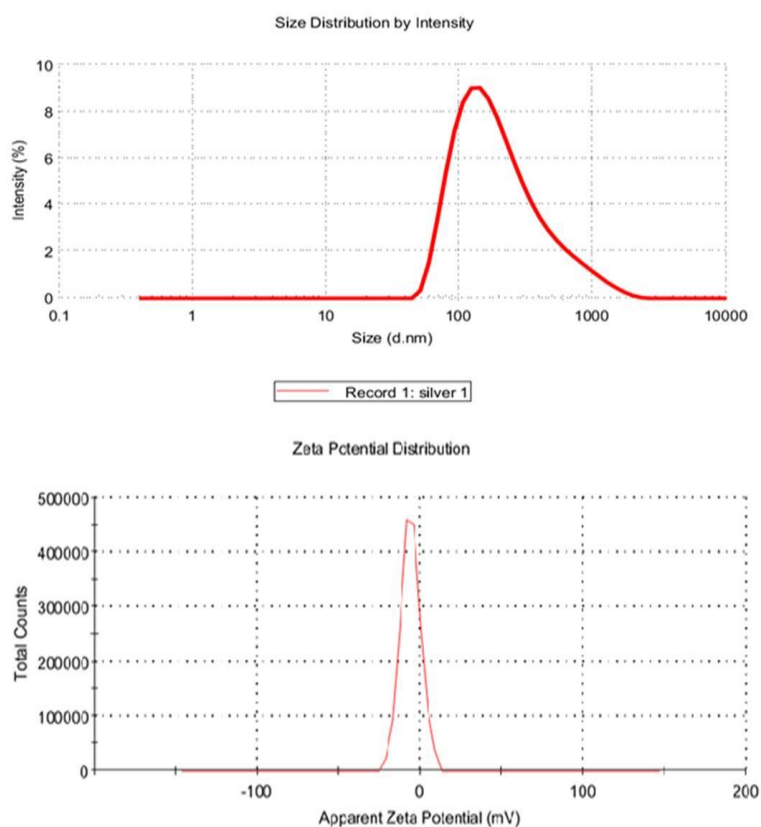 Size Distribution by Intensity
10
8
6
4
2
0
Intensity (%)
0.1 1 10 100 1000 10000
Size (d.nm)
Record 1: silver 1
Zeta Potential Distribution
500000
400000
300000
200000
100000
0
Total Counts
-100 0 100 200
Apparent Zeta Potential (mV)